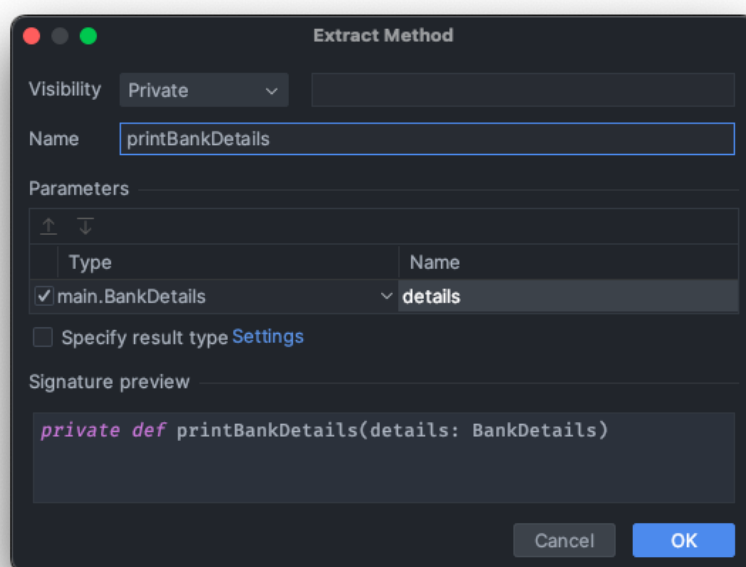 Extract Method
Visibility Private
Name printBankDetails
Parameters
Type Name
main.BankDetails details
Specify result type Settings
Signature preview
private def printBankDetails(details: BankDetails)
Cancel OK